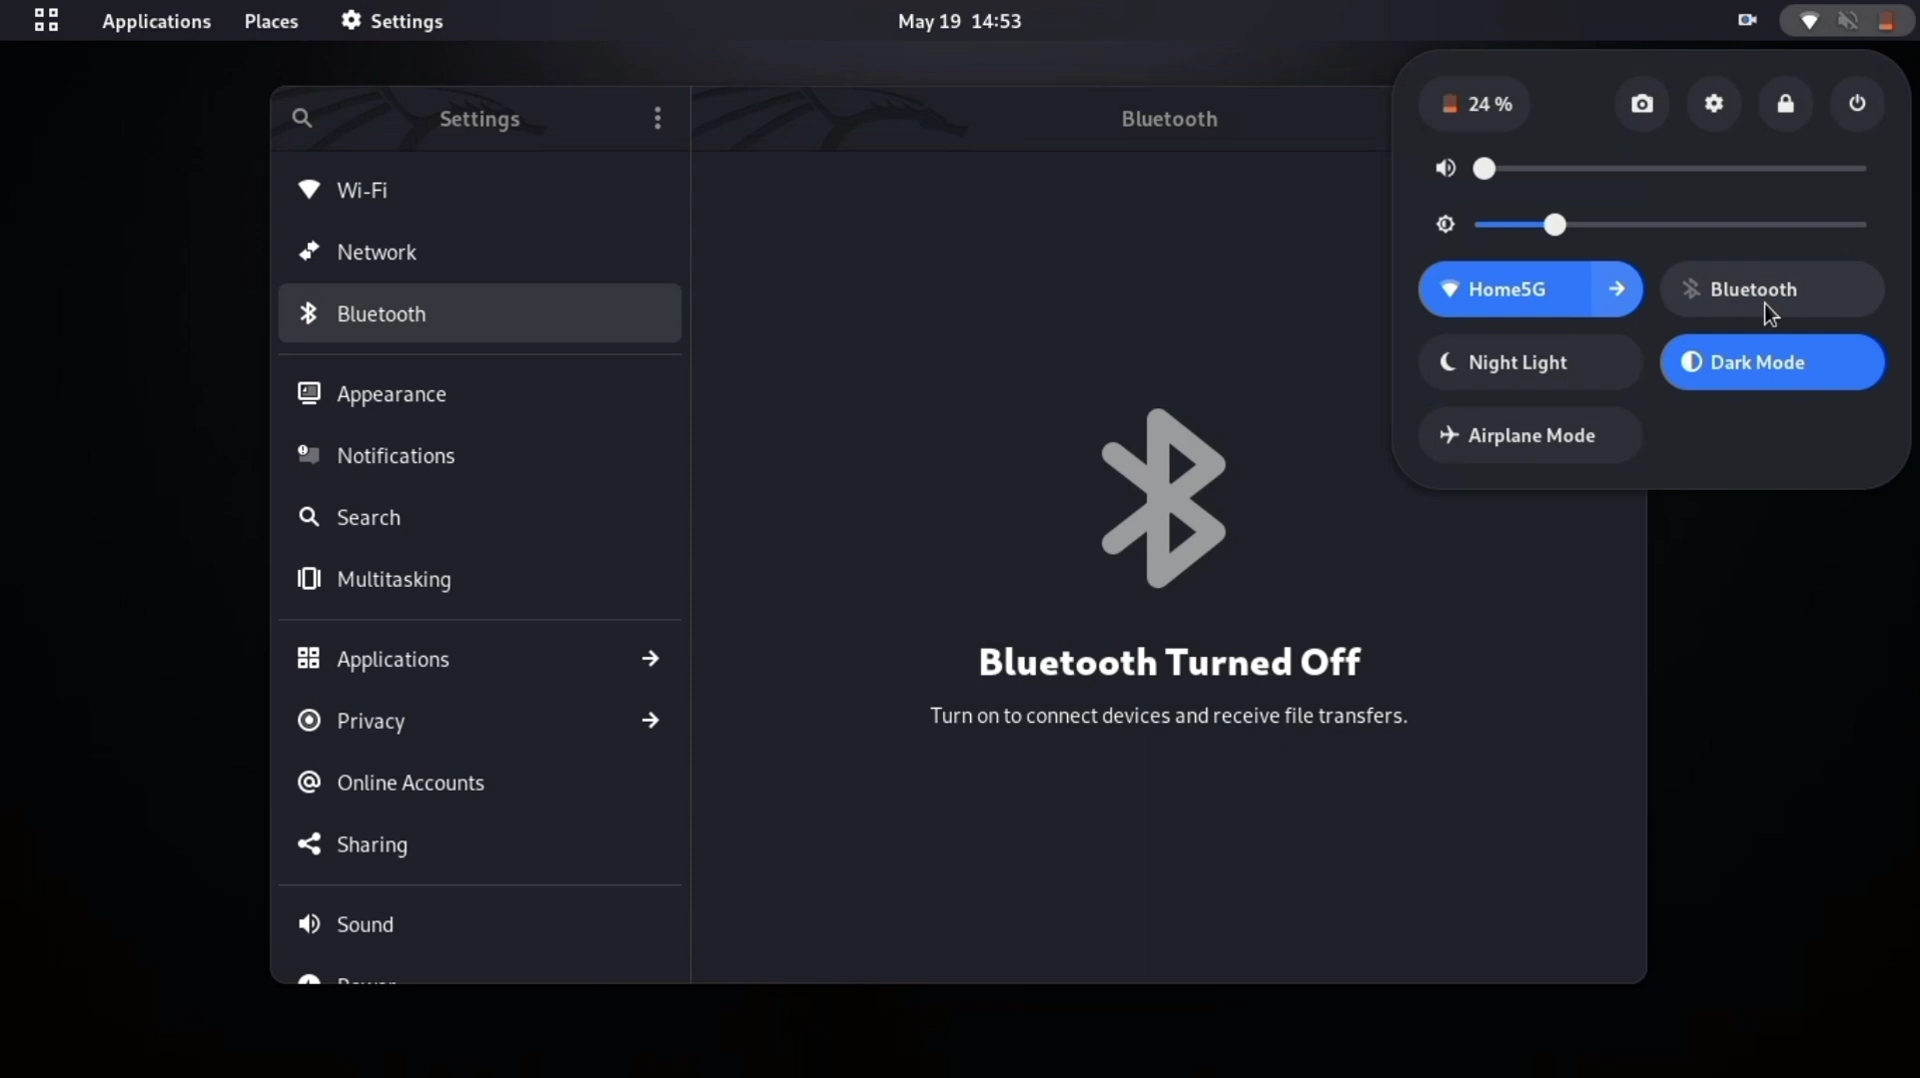 Applications Places Settings May 19 14:53
24 %
Settings
Bluetooth
Wi-Fi
Network
Bluetooth
Appearance
Notifications
Search
Multitasking
Applications
Privacy
Online Accounts
Sharing
Sound
Bluetooth Turned Off
Turn on to connect devices and receive file transfers.
Home5G Bluetooth
Night Light Dark Mode
Airplane Mode